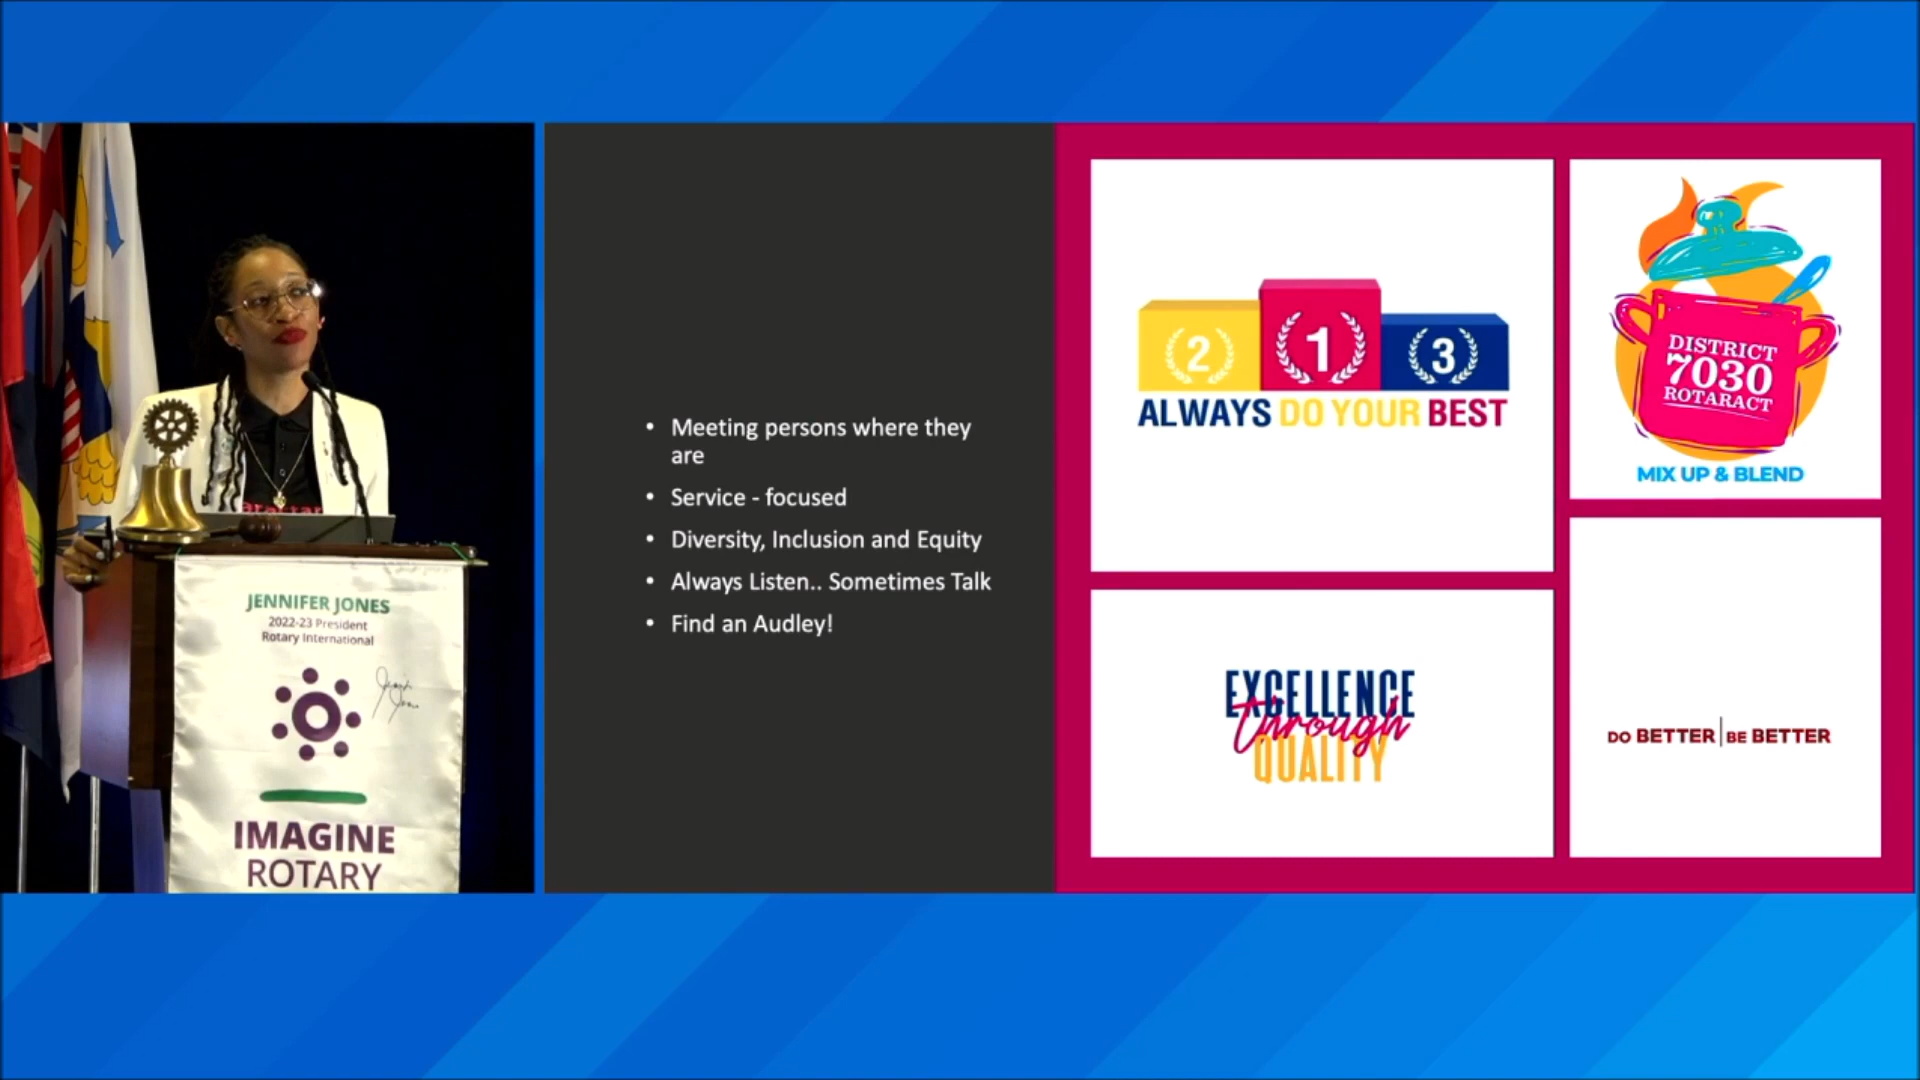 aractar
JENNIFER JONES
2022-23 President
Rotary International
IMAGINE
ROTARY
• Meeting persons where they
are
• Service - focused
• Diversity, Inclusion and Equity
• Always Listen.. Sometimes Talk
• Find an Audley!
2 1 3
ALWAYS DO YOUR BEST
DISTRICT
7030
ROTARACT
MIX UP & BLEND
EXCELLENCE
through
QUALITY
DO BETTER | BE BETTER